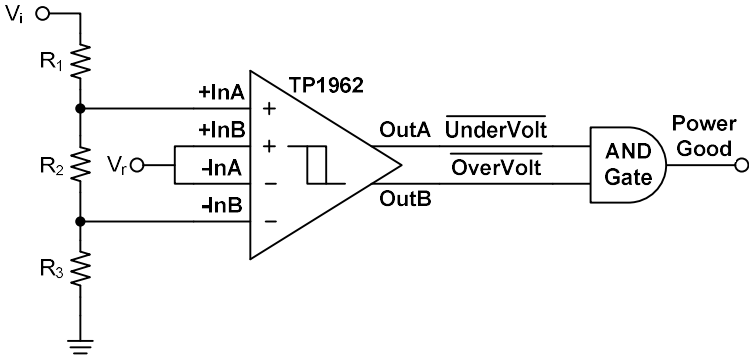 Vi
R1
TP1962
+InA
+
+InB
+
OutA
UnderVolt
Power
Good
R2
Vr
-InA
−
OverVolt
AND
Gate
-InB
−
OutB
R3